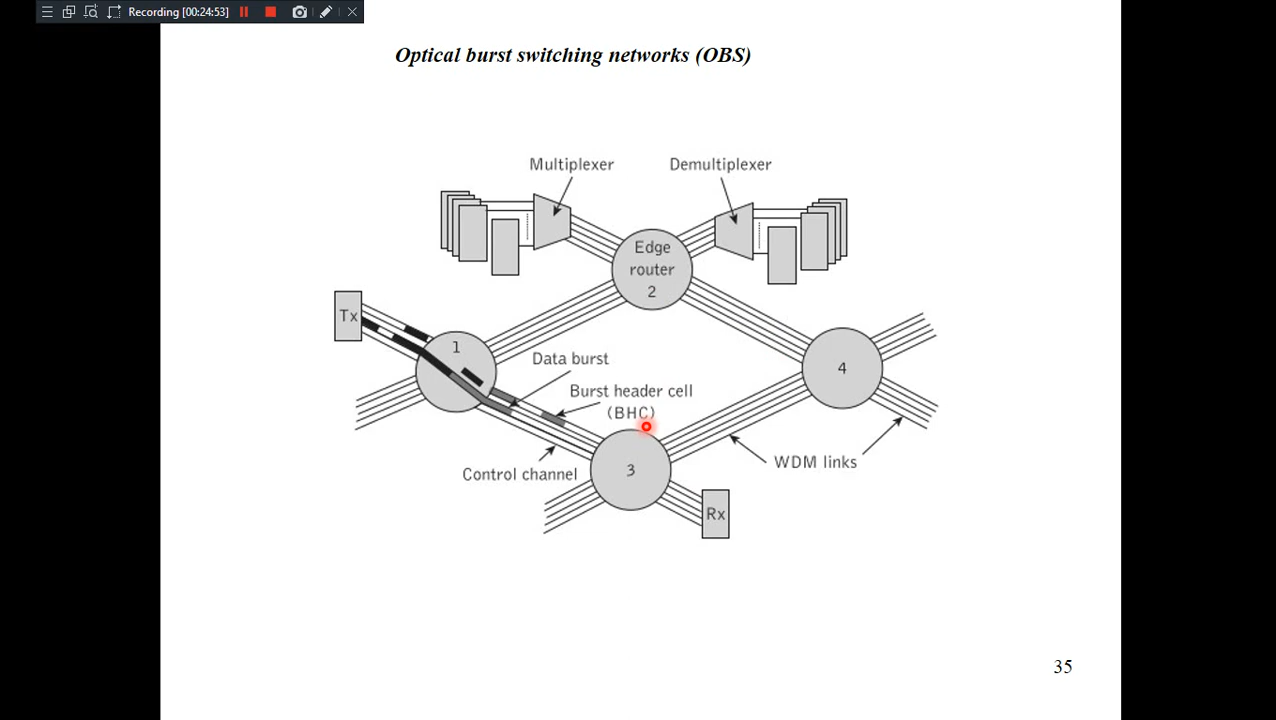 Recording [00:24:53]
Optical burst switching networks (OBS)
Multiplexer
Demultiplexer
Edge
router
2
Tx
1
Data burst
Burst header cell
(BHC)
4
Control channel
3
WDM links
Rx
35